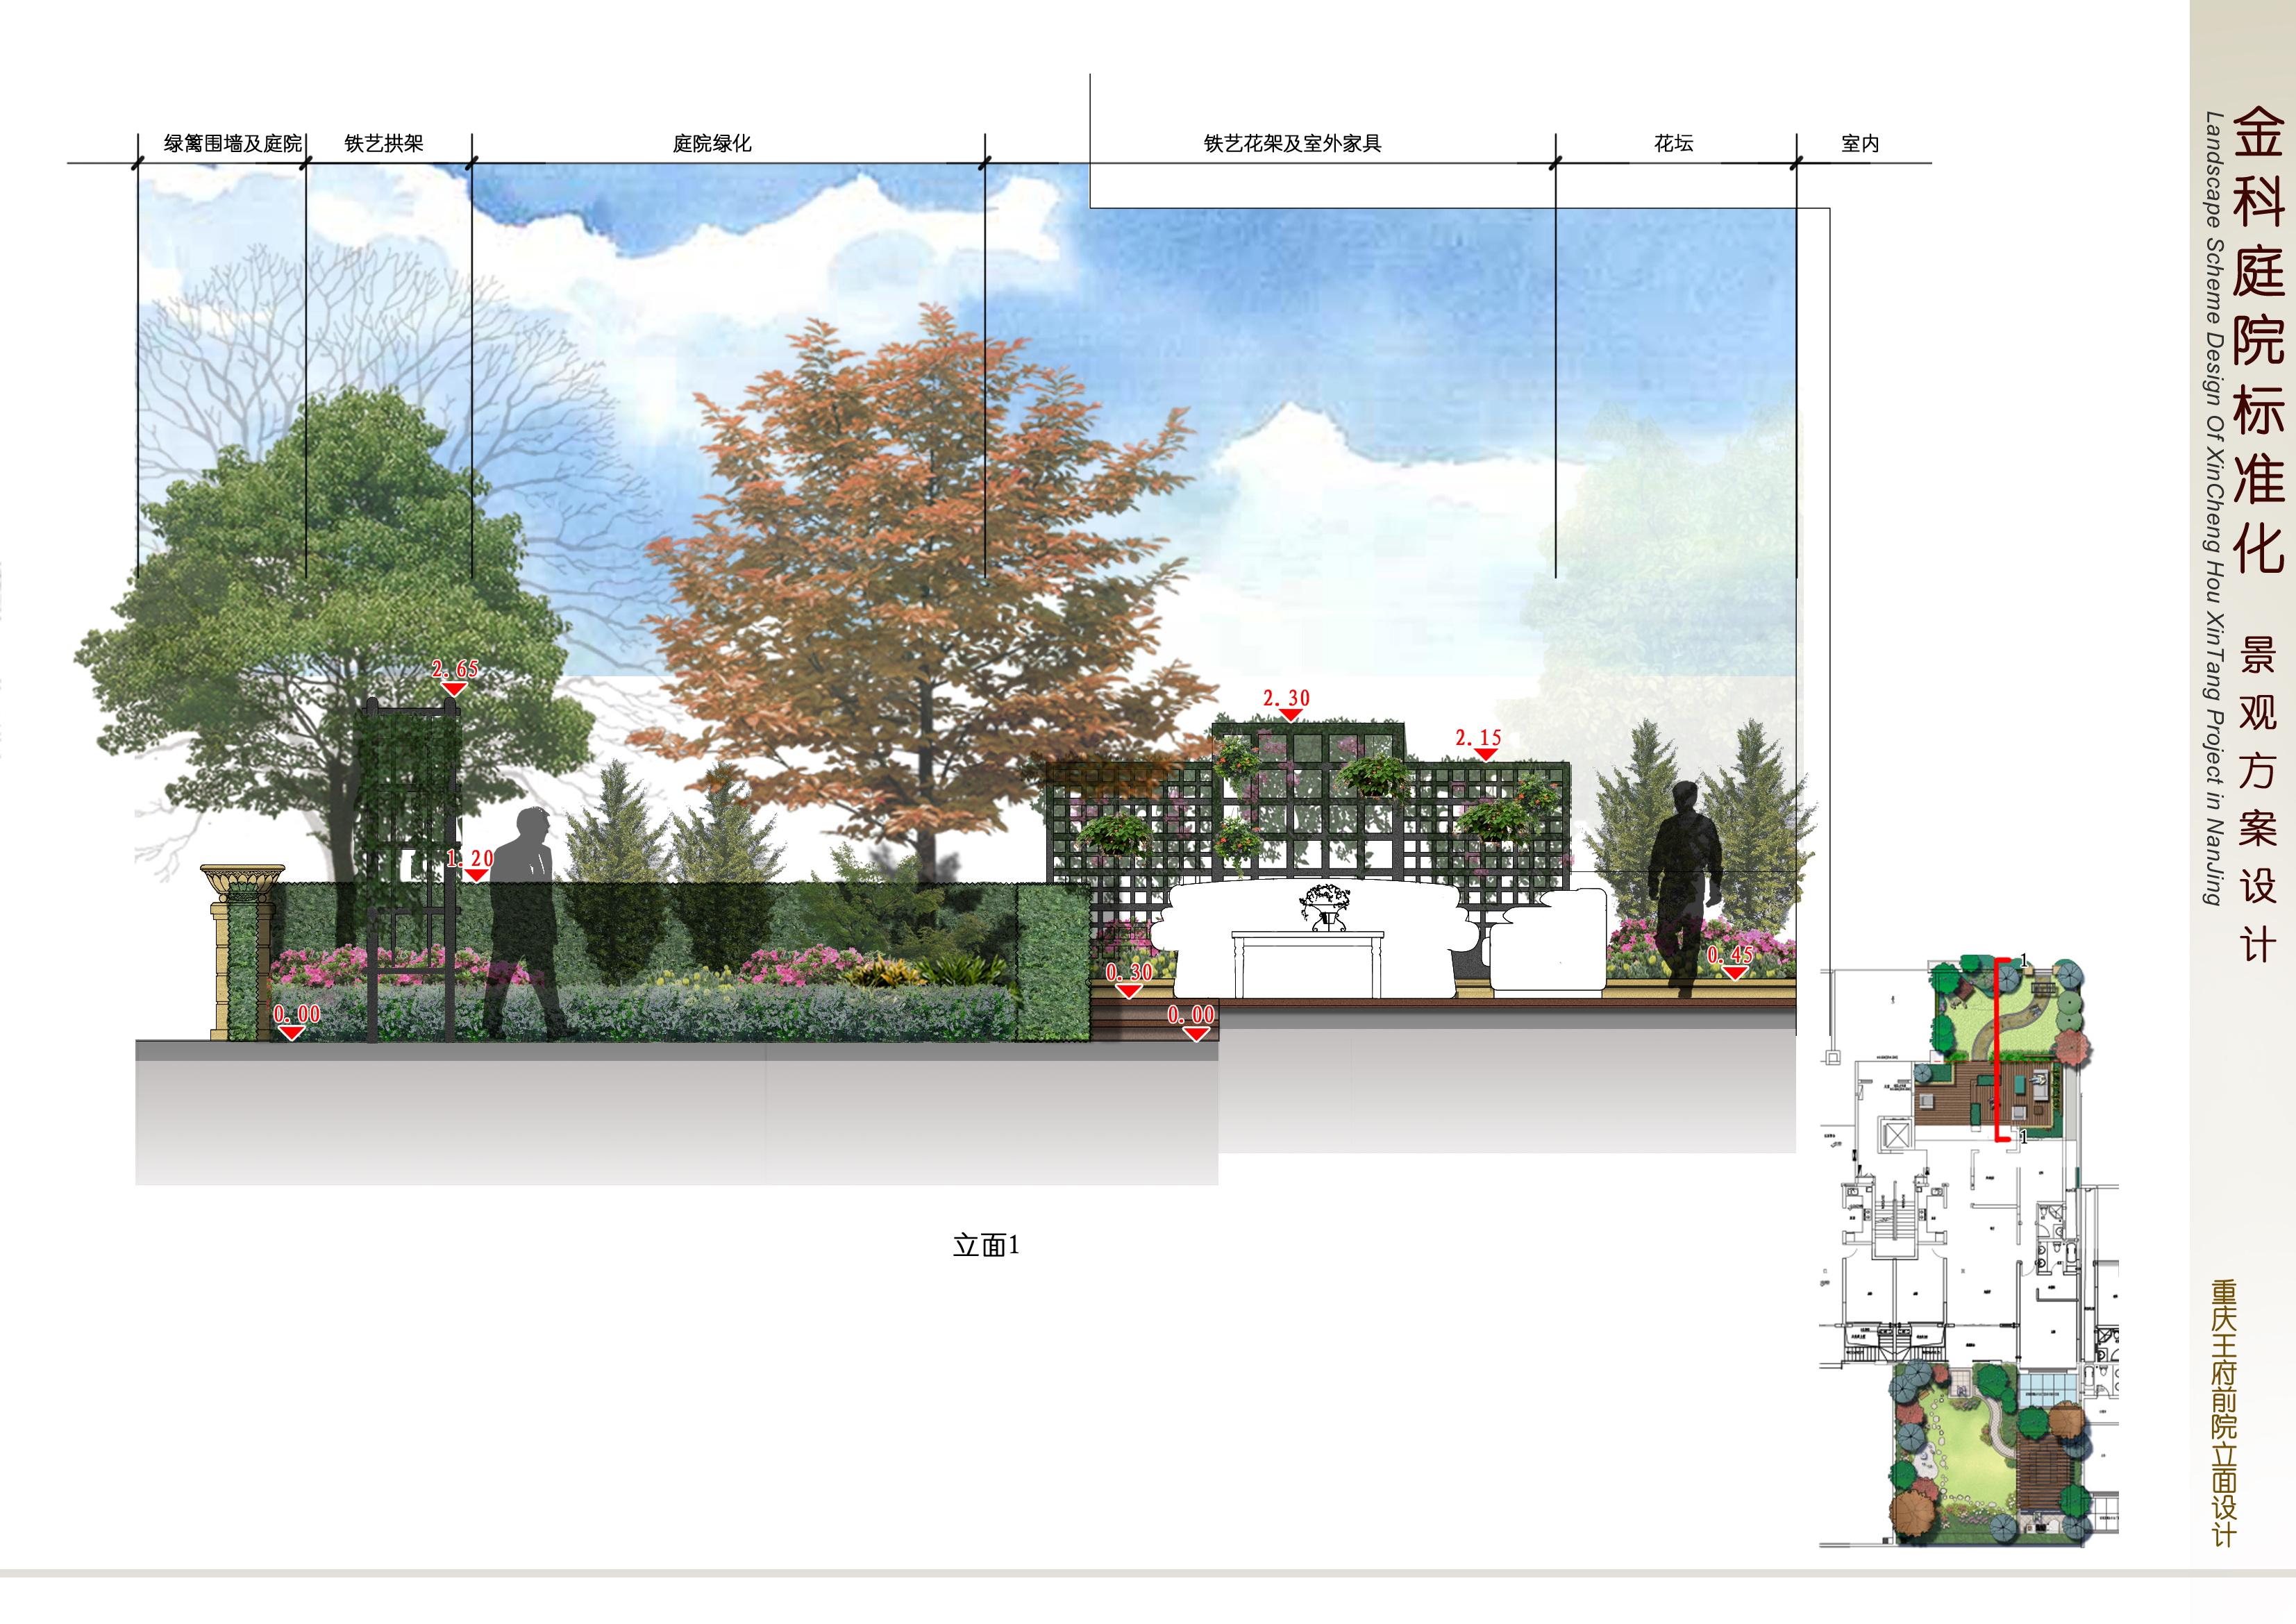 绿篱围墙及庭院
铁艺拱架
庭院绿化
铁艺花架及室外家具
花坛
室内
2.65
2.30
2.15
1.20
0.45
0.30
0.00
0.00
立面1
1
1
金科庭院标准化 景观方案设计
Landscape Scheme Design Of XinCheng Hou XinTang Project in NanJing
重庆王府前院立面设计